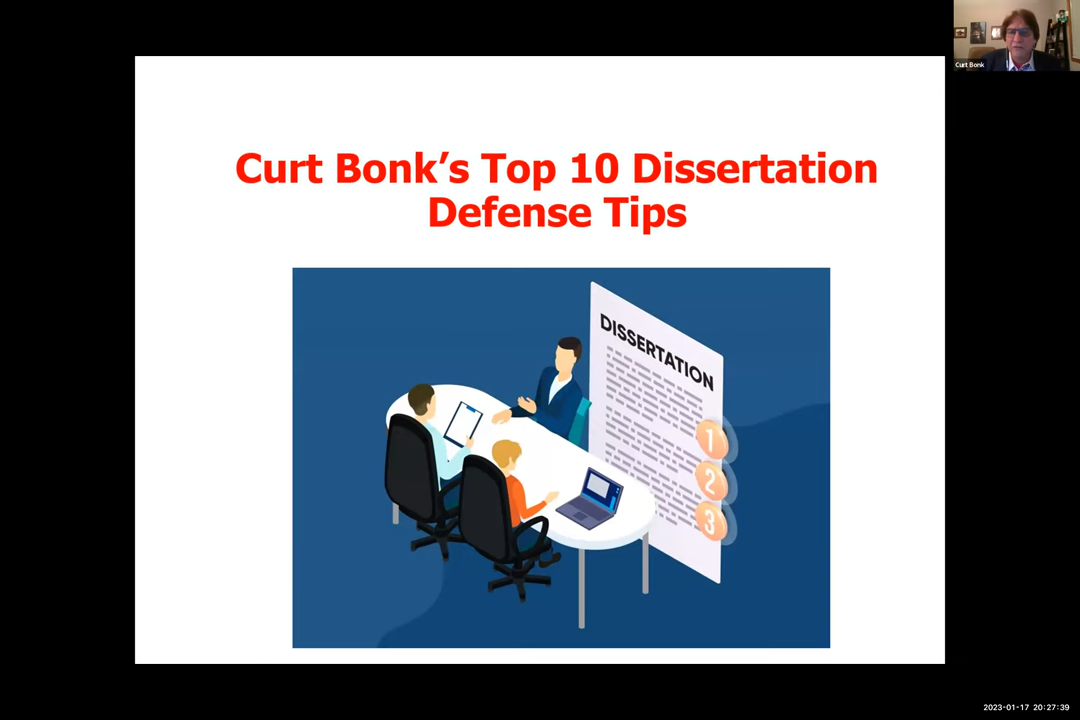 Curt Bonk
Curt Bonk's Top 10 Dissertation
Defense Tips
DISSERTATION
1
2
3
2023-01-17 20:27:39